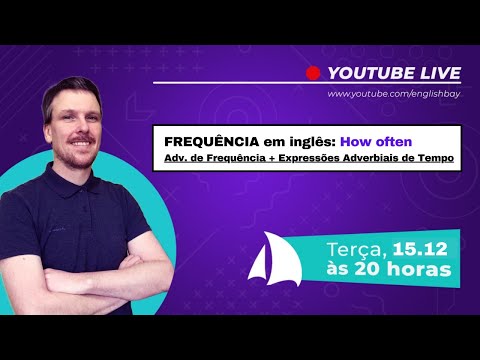 YOUTUBE LIVE
www.youtube.com/englishbay
FREQUÊNCIA em inglês: How often
Adv. de Frequência + Expressões Adverbiais de Tempo
Terça, 15.12
às 20 horas